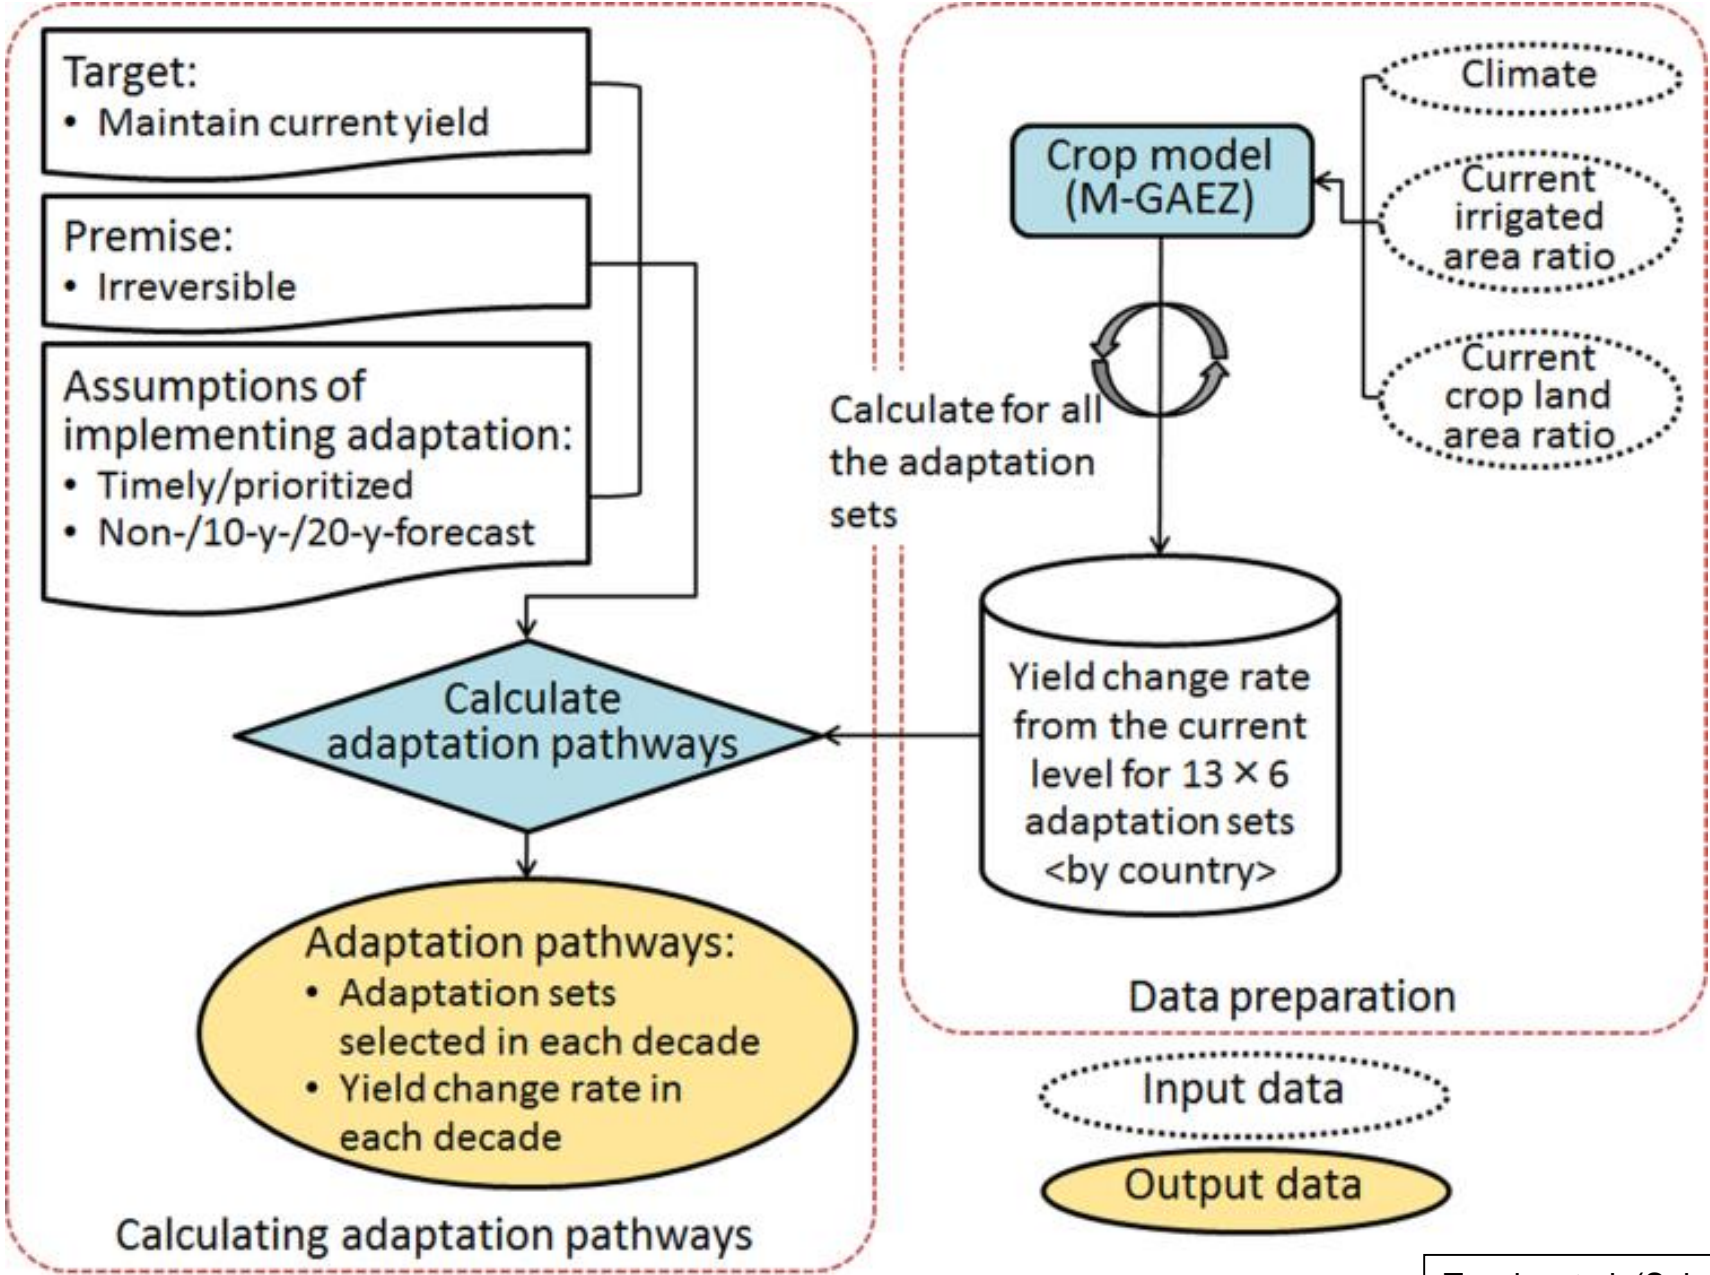 Target:
• Maintain current yield
Premise:
• Irreversible
Assumptions of
implementing adaptation:
• Timely/prioritized
• Non-/10-y-/20-y-forecast
Calculate
adaptation pathways
Adaptation pathways:
• Adaptation sets
selected in each decade
• Yield change rate in
each decade
Calculating adaptation pathways
Climate
Crop model
(M-GAEZ)
Current
irrigated
area ratio
Current
crop land
area ratio
Calculate for all
the adaptation
sets
Yield change rate
from the current
level for 13 × 6
adaptation sets
<by country>
Data preparation
Input data
Output data